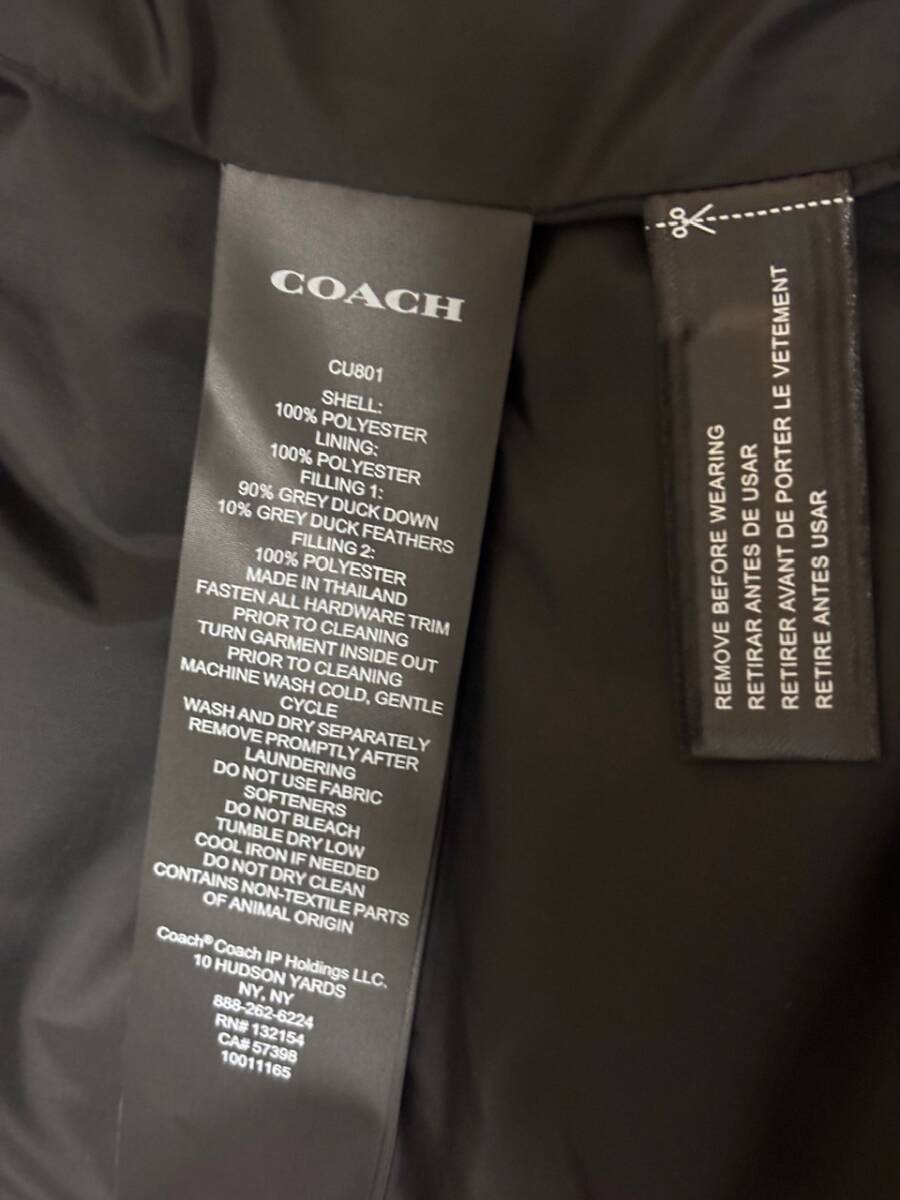 COACH
CU801
SHELL:
100% POLYESTER
LINING:
100% POLYESTER
FILLING 1:
90% GREY DUCK DOWN
10% GREY DUCK FEATHERS
FILLING 2:
100% POLYESTER
MADE IN THAILAND
FASTEN ALL HARDWARE TRIM
PRIOR TO CLEANING
TURN GARMENT INSIDE OUT
PRIOR TO CLEANING
MACHINE WASH COLD, GENTLE
CYCLE
WASH AND DRY SEPARATELY
REMOVE PROMPTLY AFTER
LAUNDERING
DO NOT USE FABRIC
SOFTENERS
DO NOT BLEACH
TUMBLE DRY LOW
COOL IRON IF NEEDED
DO NOT DRY CLEAN
CONTAINS NON-TEXTILE PARTS
OF ANIMAL ORIGIN
Coach® Coach IP Holdings LLC.
10 HUDSON YARDS
NY, NY
888-262-6224
RN# 132154
CA# 57398
10011165
REMOVE BEFORE WEARING
RETIRAR ANTES DE USAR
RETIRER AVANT DE PORTER LE VETEMENT
RETIRE ANTES USAR